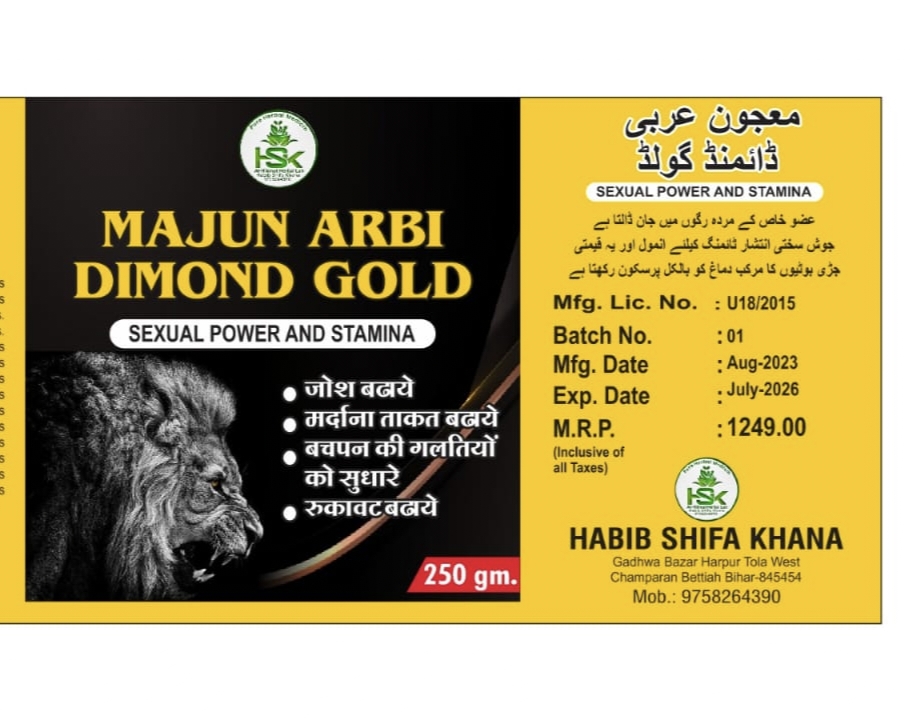 HSK
MAJUN ARBI
DIMOND GOLD
SEXUAL POWER AND STAMINA
जोश बढाये
मर्दाना ताकत बढाये
बचपन की गलतियों
को सुधारे
रुकावट बढाये
250 gm.
معجون عربی
ڈائمنڈ گولڈ
SEXUAL POWER AND STAMINA
عضو خاص کے مردہ رگوں میں جان ڈالتا ہے
جوش سختی انتشار ٹائمنگ کیلئے انمول اور یہ قیمتی
جڑی بوٹیوں کا مرکب دماغ کو بالکل پرسکون رکھتا ہے
Mfg. Lic. No. : U18/2015
Batch No. : 01
Mfg. Date : Aug-2023
Exp. Date : July-2026
M.R.P. : 1249.00
(Inclusive of
all Taxes)
HSK
HABIB SHIFA KHANA
Gadhwa Bazar Harpur Tola West
Champaran Bettiah Bihar-845454
Mob.: 9758264390